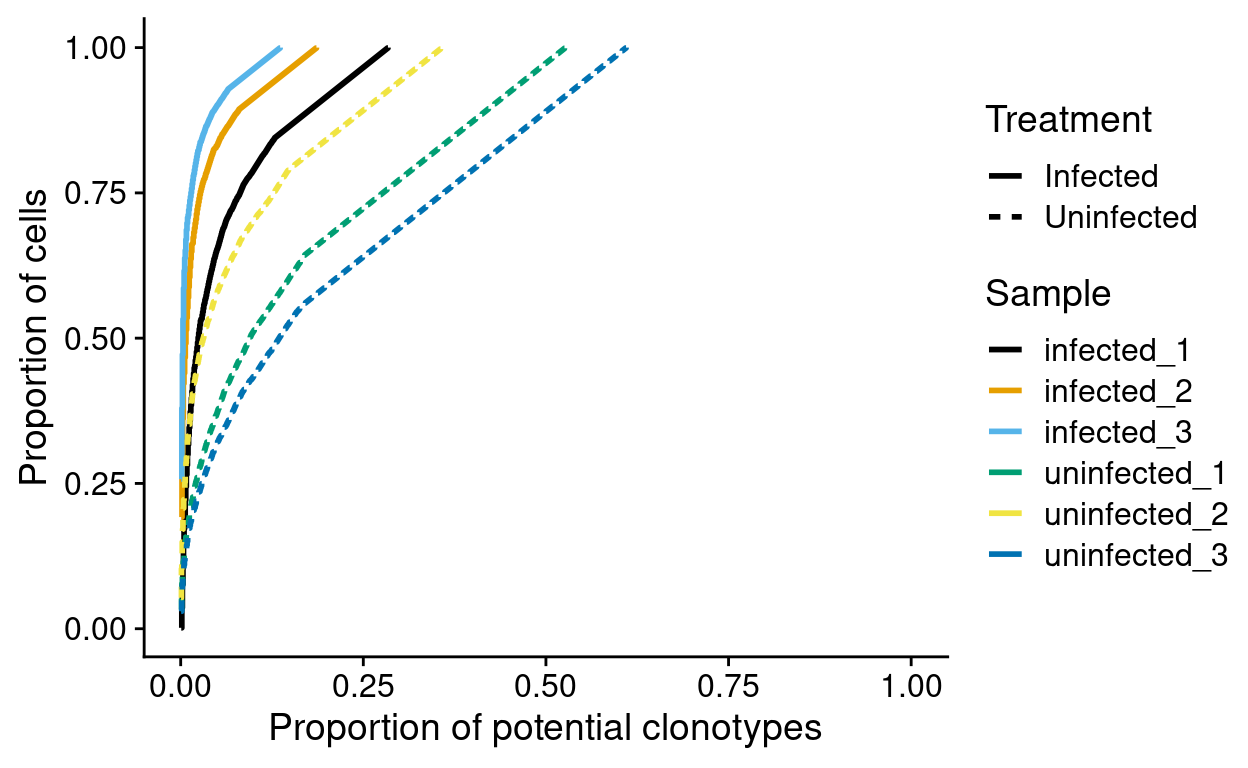 1.00
0.75
0.50
0.25
0.00
Proportion of cells
0.00 0.25 0.50 0.75 1.00
Proportion of potential clonotypes
Treatment
Infected
Uninfected
Sample
infected_1
infected_2
infected_3
uninfected_1
uninfected_2
uninfected_3